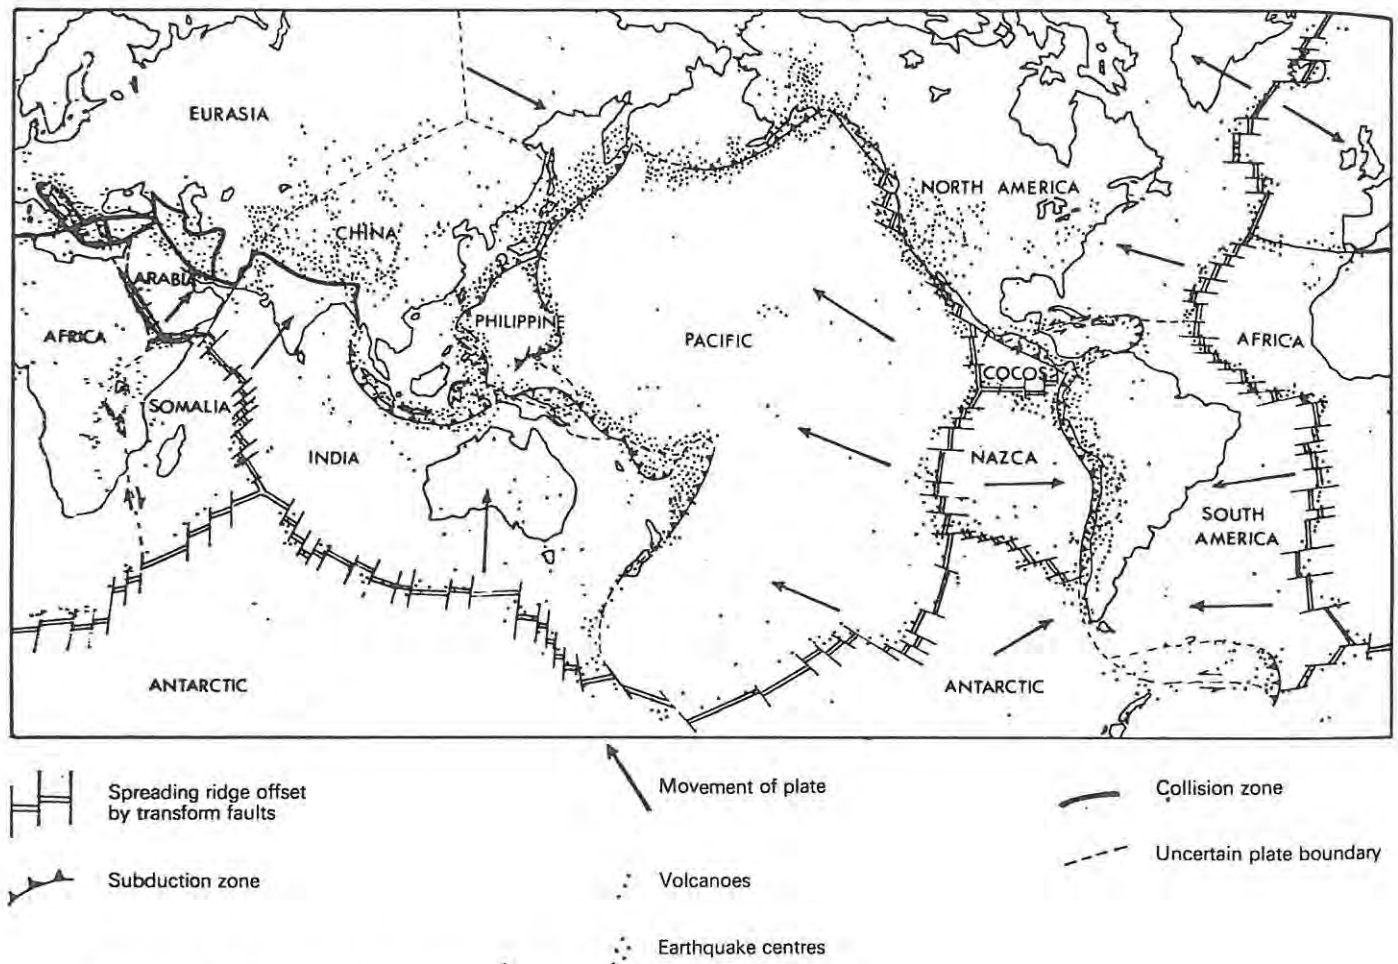 EURASIA
CHINA
NORTH AMERICA
ARABIA
AFRICA
PHILIPPIN
PACIFIC
AFRICA
COCOS
SOMALIA
INDIA
NAZCA
SOUTH
AMERICA
?
ANTARCTIC
ANTARCTIC
Spreading ridge offset
by transform faults
Movement of plate
Collision zone
Uncertain plate boundary
Subduction zone
Volcanoes
Earthquake centres